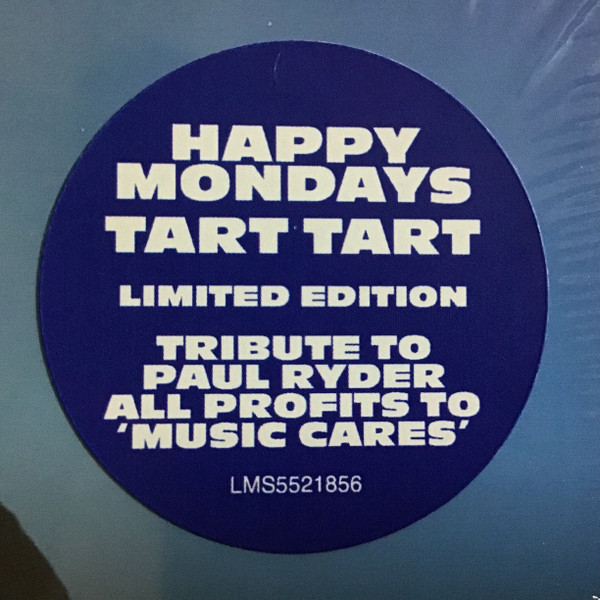 HAPPY
MONDAYS
TART TART
LIMITED EDITION
TRIBUTE TO
PAUL RYDER
ALL PROFITS TO
‘MUSIC CARES’
LMS5521856